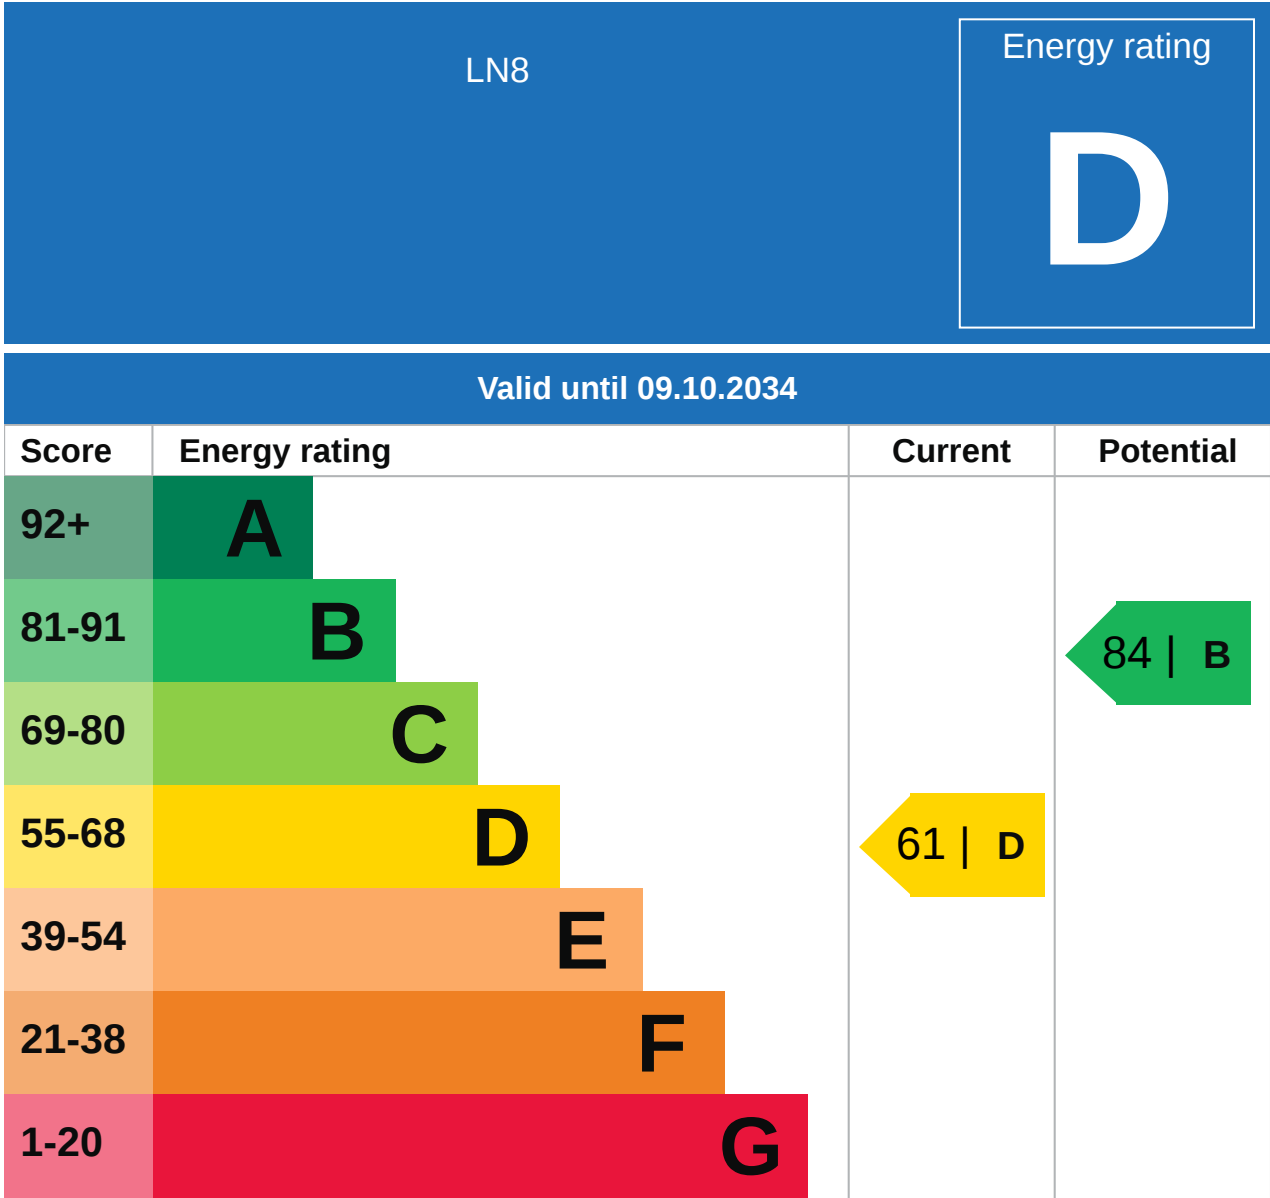 LN8
Energy rating
D
Valid until 09.10.2034
Score Energy rating Current Potential
92+ A
81-91 B
84 | B
69-80 C
55-68 D
61 | D
39-54 E
21-38 F
1-20 G